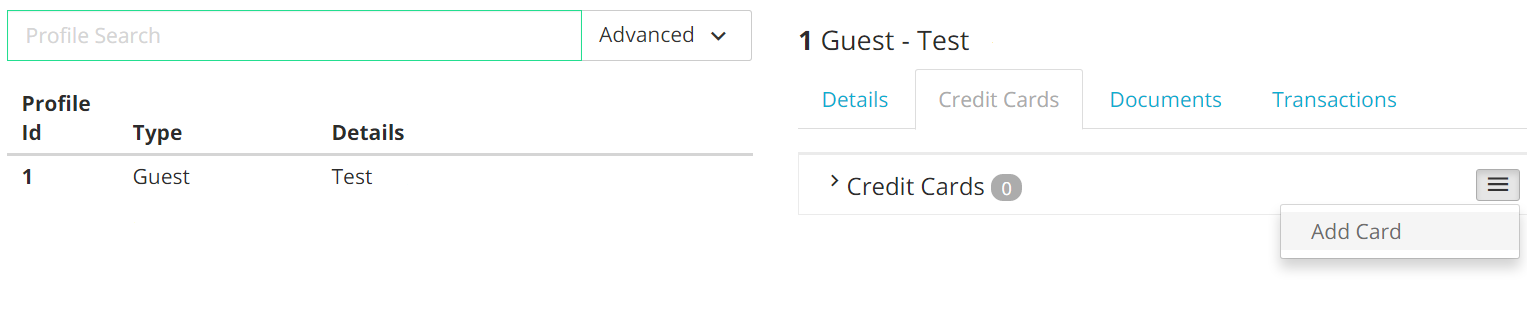 Profile Search
Advanced
Profile
Id Type Details
1 Guest Test
1 Guest - Test
Details Credit Cards Documents Transactions
Credit Cards 0
Add Card